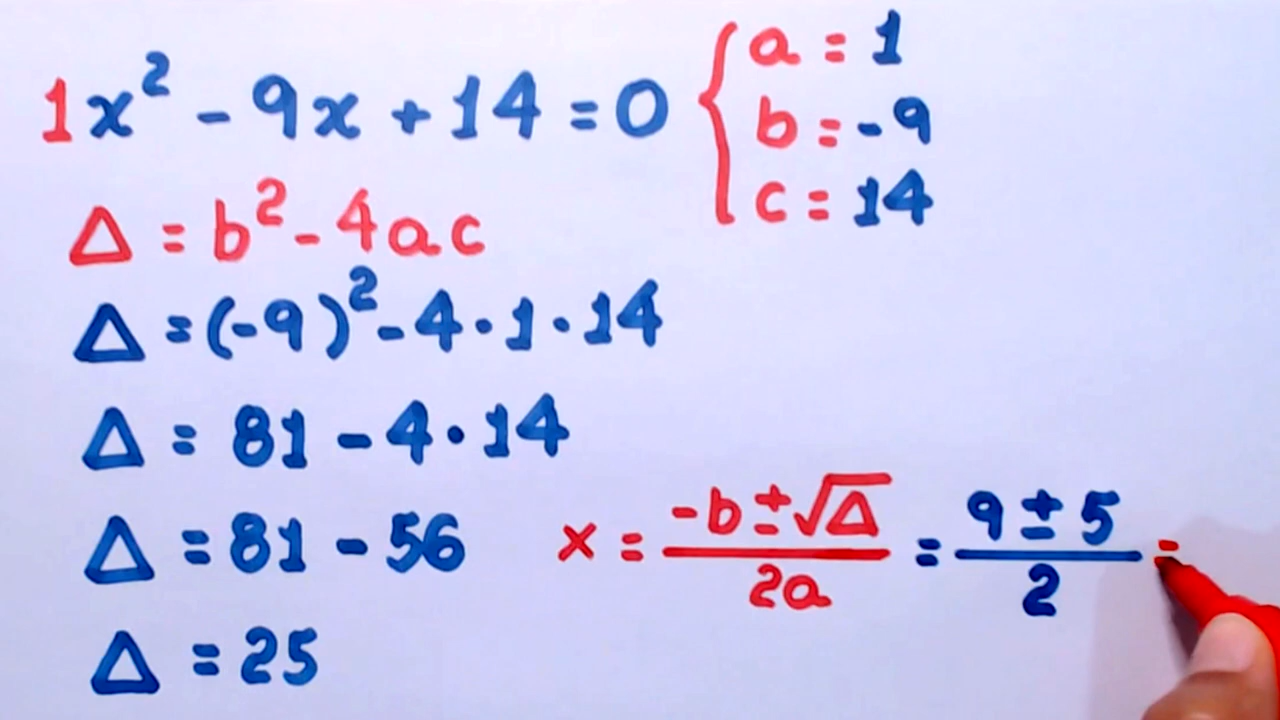 1x² - 9x + 14 = 0
a = 1
b = -9
c = 14
Δ = b² - 4ac
Δ = (-9)² - 4 · 1 · 14
Δ = 81 - 4 · 14
Δ = 81 - 56
x = (-b ± √Δ)/2a = (9 ± 5)/2 =
Δ = 25